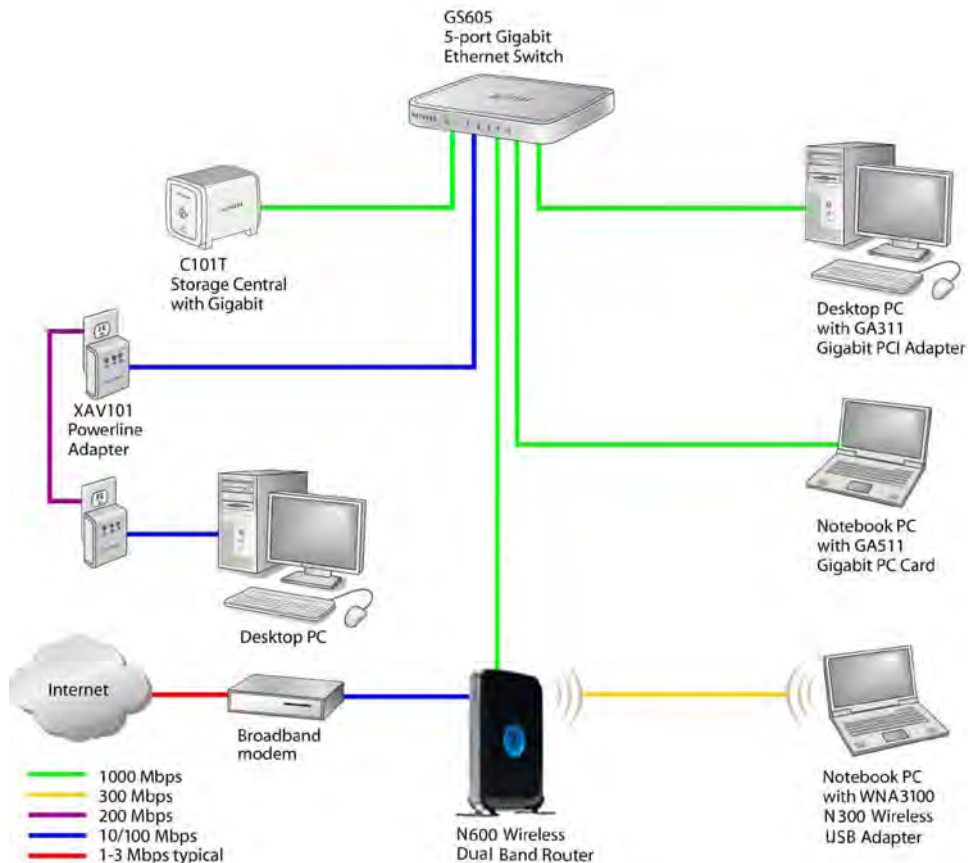 GS605
5-port Gigabit
Ethernet Switch
NETGEAR
C101T
Storage Central
with Gigabit
Desktop PC
with GA311
Gigabit PCI Adapter
XAV101
Powerline
Adapter
Notebook PC
with GA511
Gigabit PC Card
Desktop PC
Internet
Broadband
modem
N600 Wireless
Dual Band Router
Notebook PC
with WNA3100
N300 Wireless
USB Adapter
1000 Mbps
300 Mbps
200 Mbps
10/100 Mbps
1-3 Mbps typical